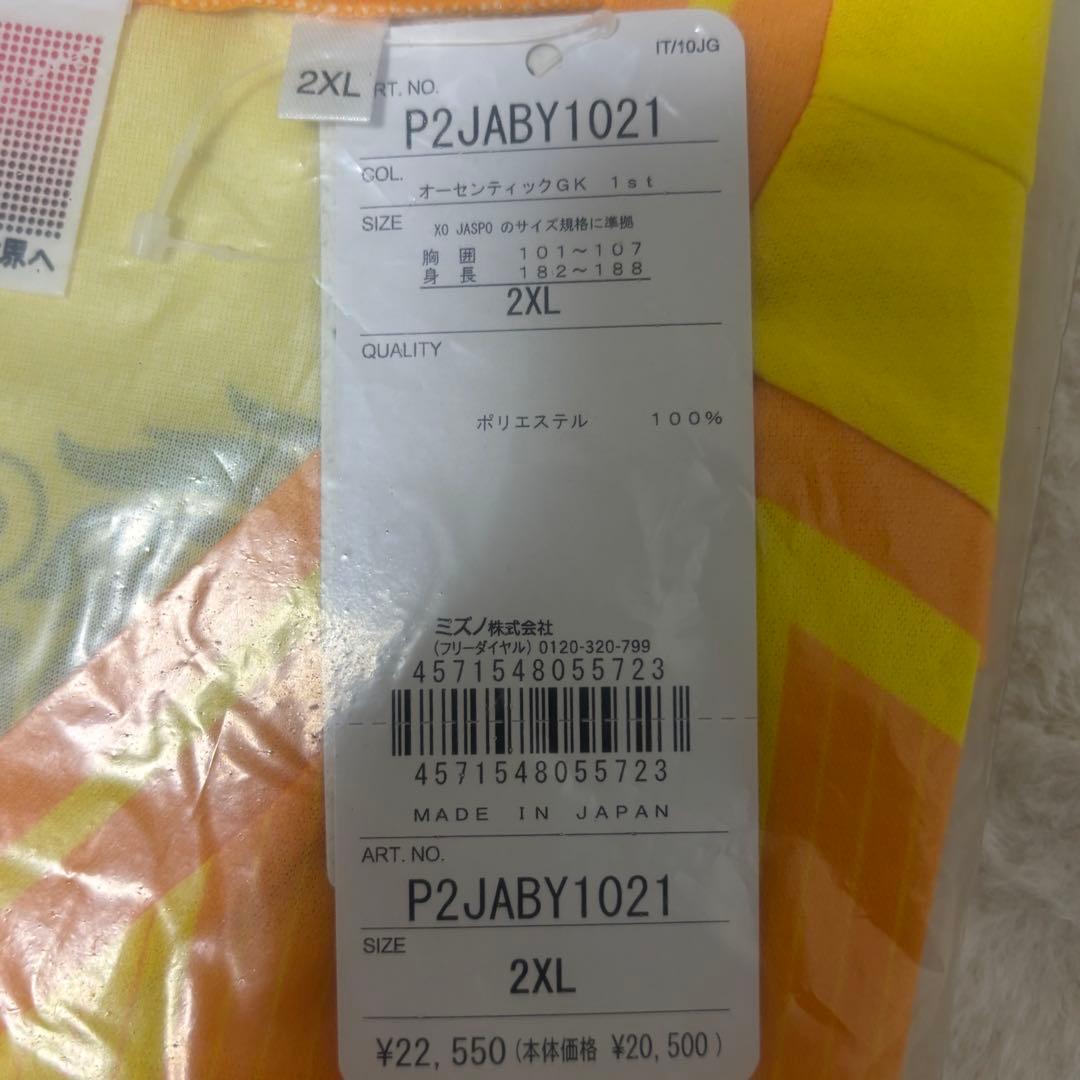 IT/10JG
2XL
RT. NO.
P2JABY1021
COL.
オーセンティックGK 1st
SIZE
XO JASPO のサイズ規格に準拠
胸 囲 101～107
身 長 182～188
2XL
QUALITY
ポリエステル 100%
界へ
ミズノ株式会社
(フリーダイヤル) 0120-320-799
4571548055723
4571548055723
MADE IN JAPAN
ART. NO.
P2JABY1021
SIZE
2XL
¥22,550(本体価格 ¥20,500)